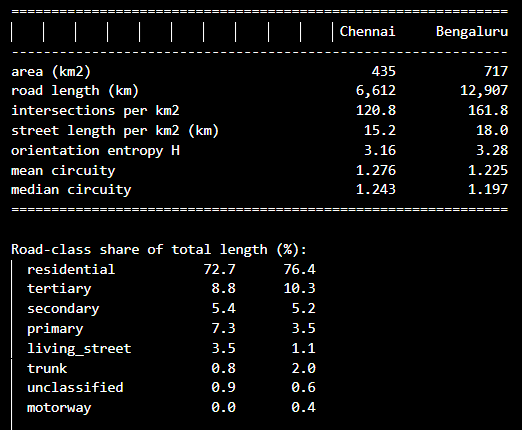 ================================================================
Chennai Bengaluru
----------------------------------------------------------------
area (km2) 435 717
road length (km) 6,612 12,907
intersections per km2 120.8 161.8
street length per km2 (km) 15.2 18.0
orientation entropy H 3.16 3.28
mean circuity 1.276 1.225
median circuity 1.243 1.197
================================================================
Road-class share of total length (%):
residential 72.7 76.4
tertiary 8.8 10.3
secondary 5.4 5.2
primary 7.3 3.5
living_street 3.5 1.1
trunk 0.8 2.0
unclassified 0.9 0.6
motorway 0.0 0.4